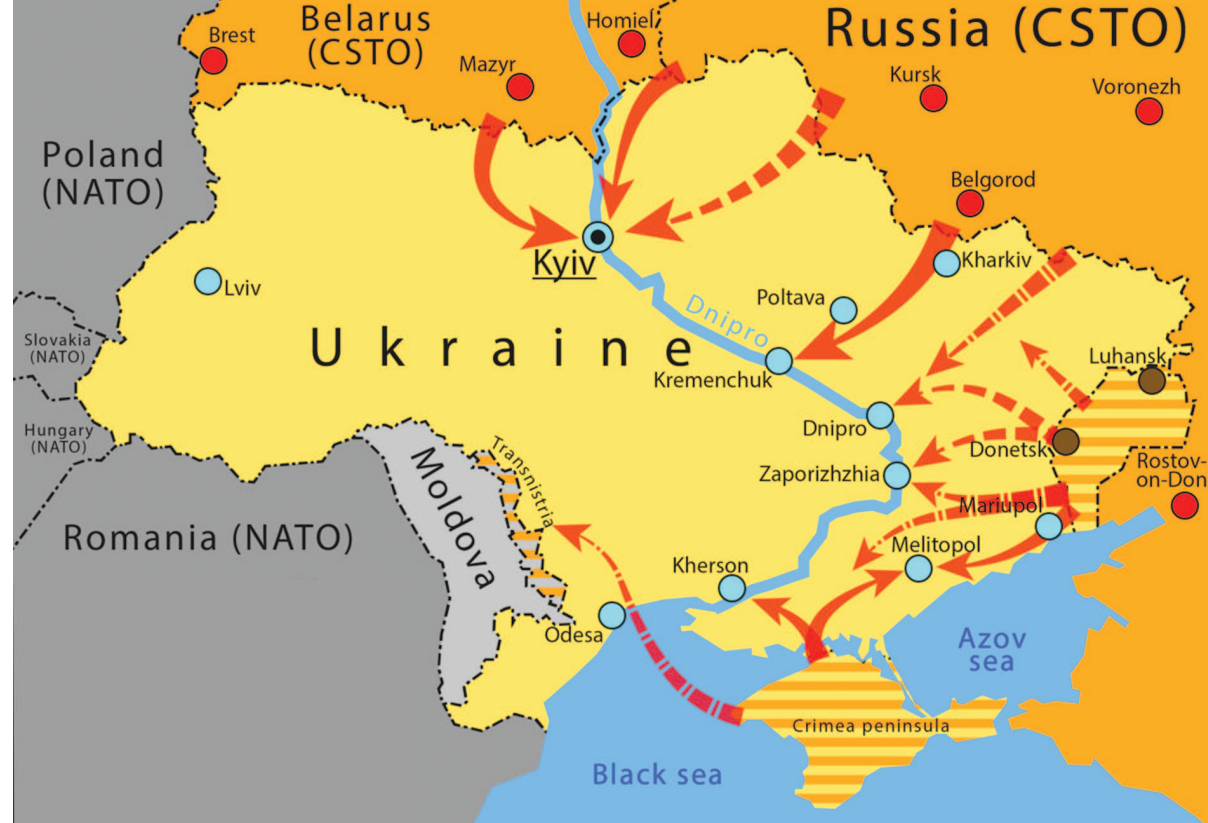 Belarus
(CSTO)
Homiel
Russia (CSTO)
Brest
Mazyr
Kursk
Voronezh
Poland
(NATO)
Belgorod
Kyiv
Kharkiv
Lviv
Poltava
Dnipro
Ukraine
Slovakia
(NATO)
Luhansk
Kremenchuk
Hungary
(NATO)
Dnipro
Donetsk
Transnistria
Moldova
Zaporizhzhia
Rostov-
on-Don
Mariupol
Romania (NATO)
Melitopol
Kherson
Odesa
Azov
sea
Crimea peninsula
Black sea